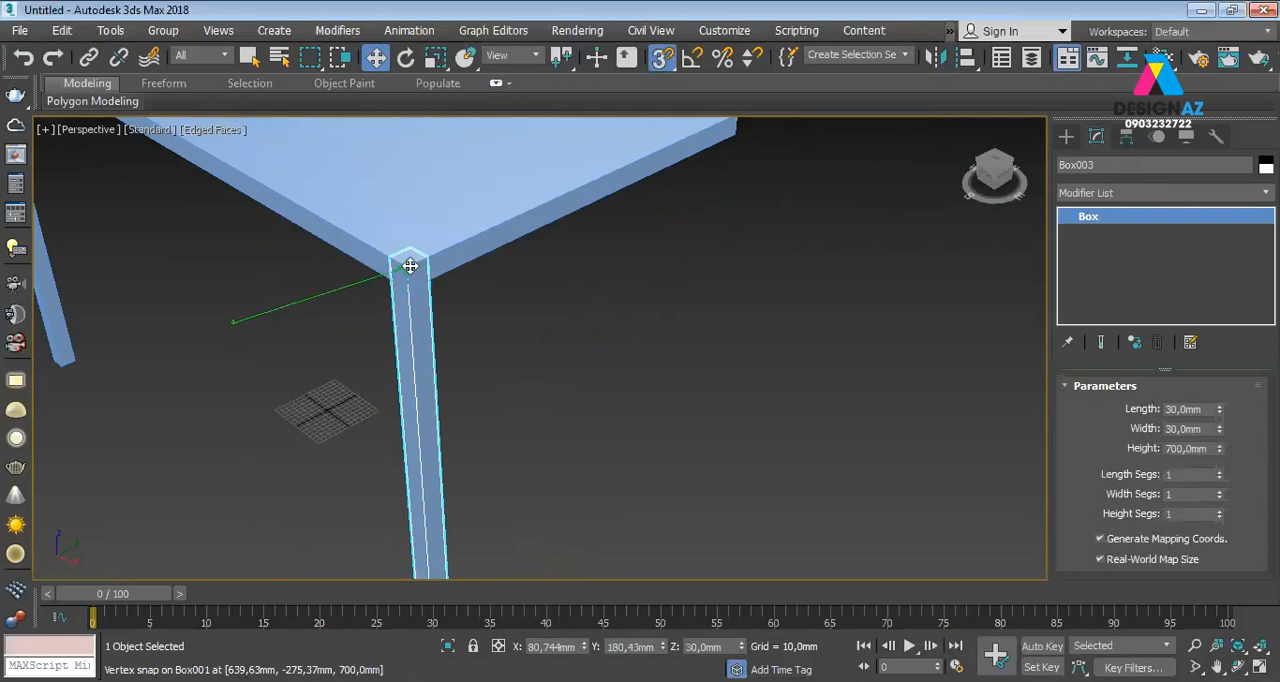 Untitled - Autodesk 3ds Max 2018
File Edit Tools Group Views Create Modifiers Animation Graph Editors Rendering Civil View Customize Scripting Content » Sign In Workspaces: Default
All View Create Selection Se
Modeling Freeform Selection Object Paint Populate
Polygon Modeling
DESIGNAZ
0903232722
[+] [Perspective] [Standard] [Edged Faces]
Box003
Modifier List
Box
Parameters
Length: 30,0mm
Width: 30,0mm
Height: 700,0mm
Length Segs: 1
Width Segs: 1
Height Segs: 1
Generate Mapping Coords.
Real-World Map Size
z
< 0 / 100 >
0 5 10 15 20 25 30 35 40 45 50 55 60 65 70 75 80 85 90 95 100
1 Object Selected X: 80,744mm Y: 180,43mm Z: 30,0mm Grid = 10,0mm Auto Key Selected
MAXScript Mi Vertex snap on Box001 at [639,63mm, -275,37mm, 700,0mm] Add Time Tag 0 Set Key Key Filters...